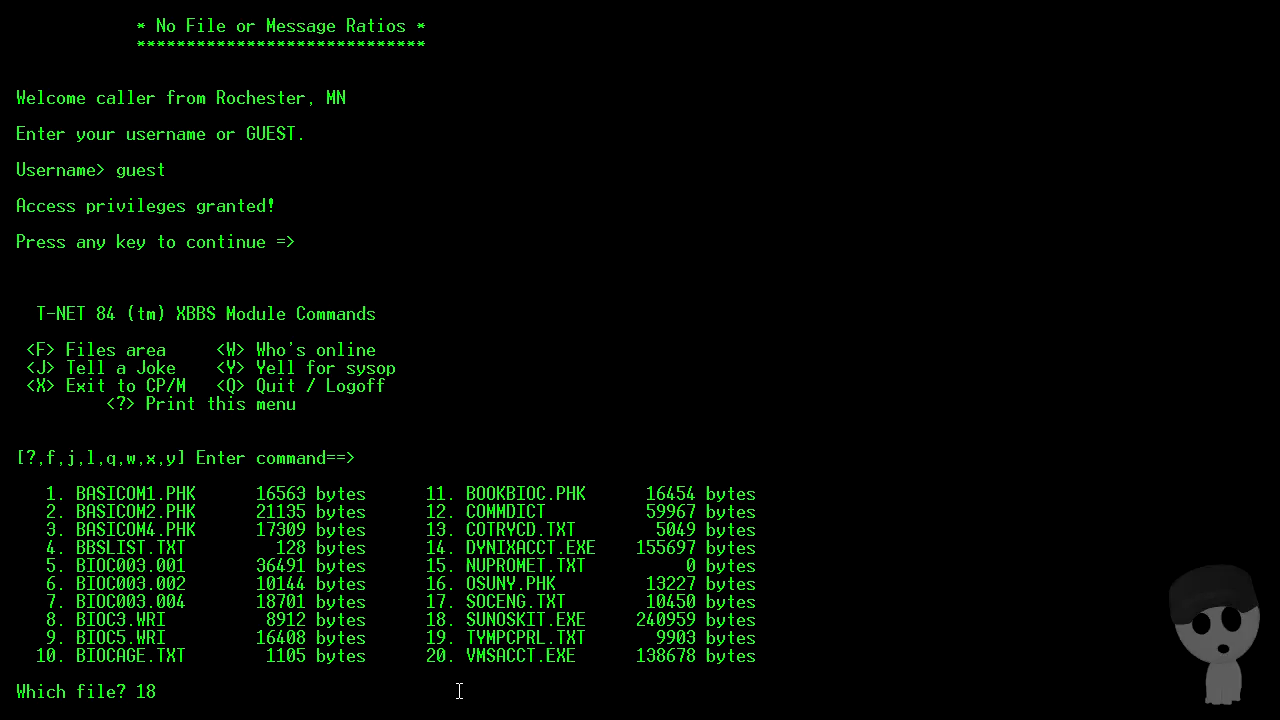 * No File or Message Ratios *
*****************************
Welcome caller from Rochester, MN
Enter your username or GUEST.
Username> guest
Access privileges granted!
Press any key to continue =>
T-NET 84 (tm) XBBS Module Commands
<F> Files area     <W> Who's online
<J> Tell a Joke    <Y> Yell for sysop
<X> Exit to CP/M   <Q> Quit / Logoff
<?> Print this menu
[?,f,j,l,q,w,x,y] Enter command==>
1. BASICOM1.PHK      16563 bytes      11. BOOKBIOC.PHK      16454 bytes
2. BASICOM2.PHK      21135 bytes      12. COMMDICT          59967 bytes
3. BASICOM4.PHK      17309 bytes      13. COTRYCD.TXT        5049 bytes
4. BBSLIST.TXT         128 bytes      14. DYNIXACCT.EXE    155697 bytes
5. BIOC003.001       36491 bytes      15. NUPROMET.TXT          0 bytes
6. BIOC003.002       10144 bytes      16. OSUNY.PHK         13227 bytes
7. BIOC003.004       18701 bytes      17. SOCENG.TXT        10450 bytes
8. BIOC3.WRI          8912 bytes      18. SUNOSKIT.EXE     240959 bytes
9. BIOC5.WRI         16408 bytes      19. TYMPCPRL.TXT       9903 bytes
10. BIOCAGE.TXT        1105 bytes      20. VMSACCT.EXE      138678 bytes
Which file? 18